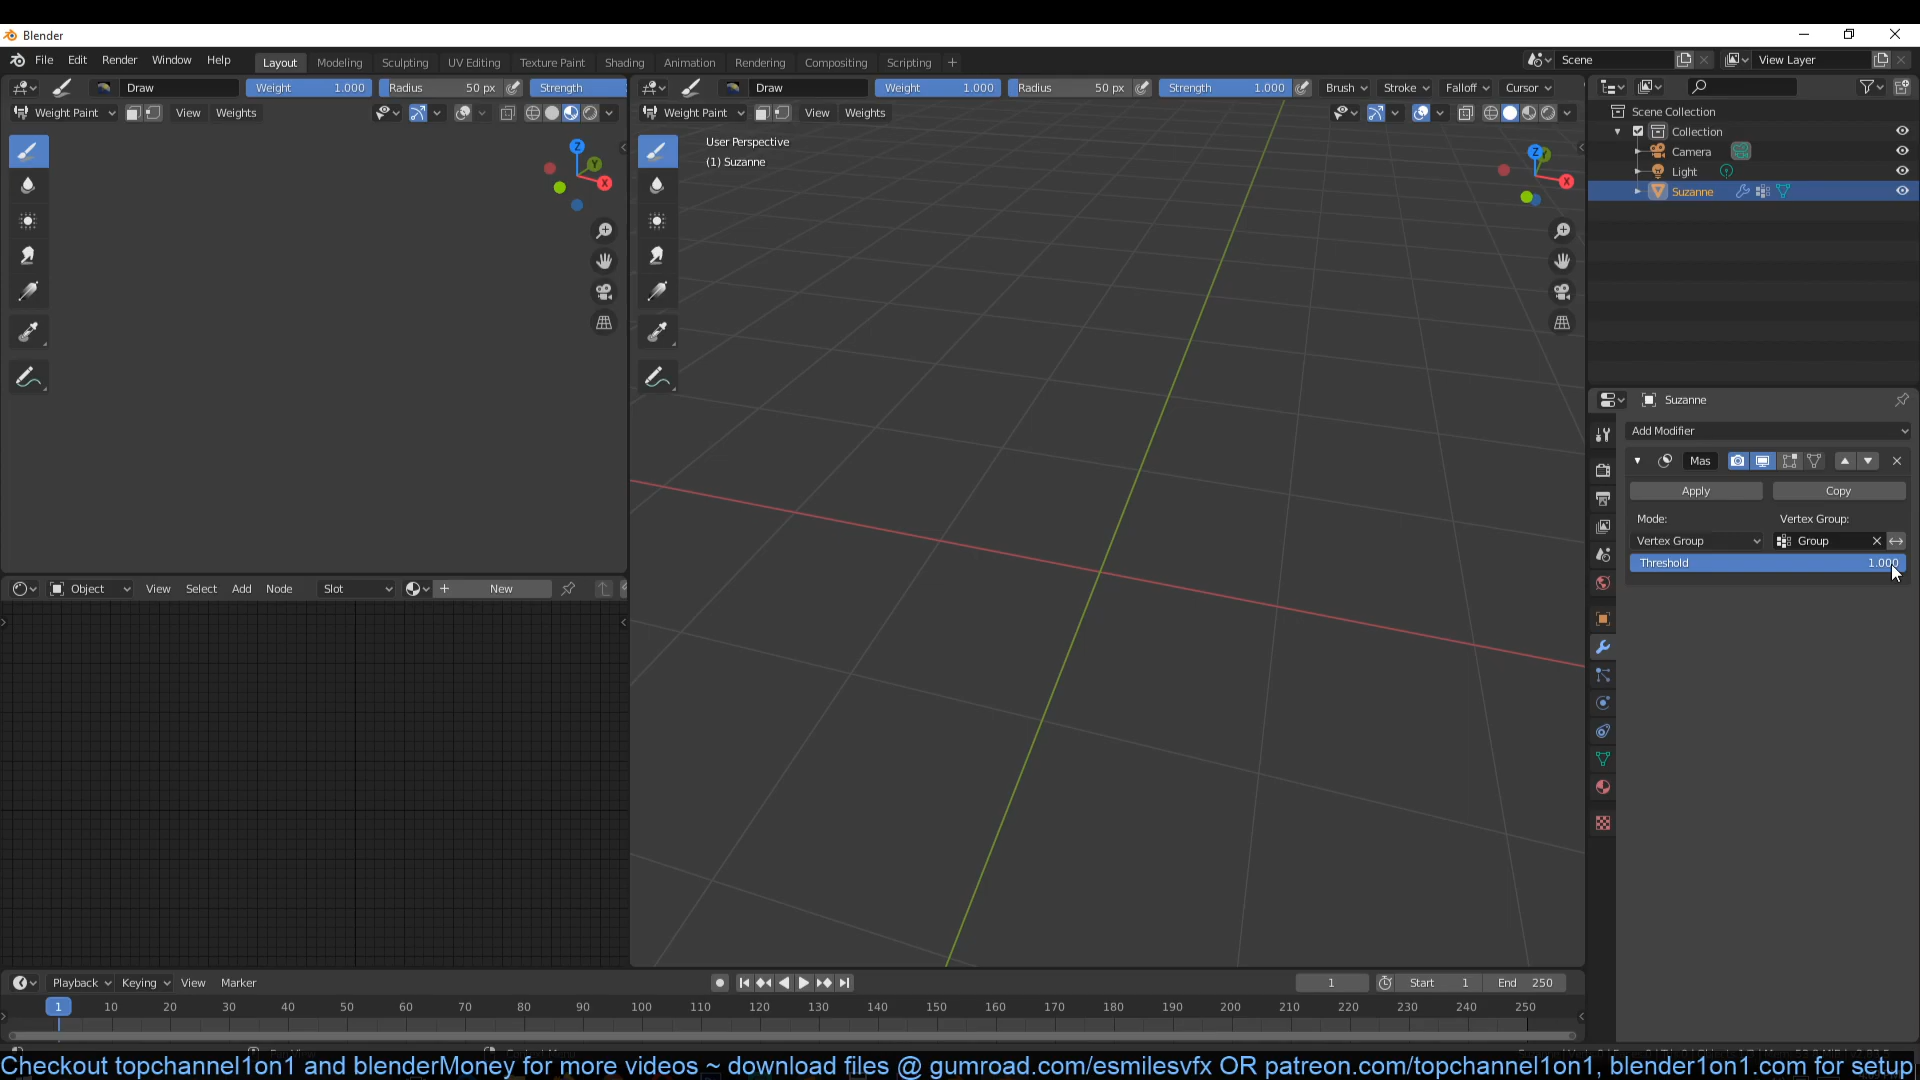 Blender
File Edit Render Window Help Layout Modeling Sculpting UV Editing Texture Paint Shading Animation Rendering Compositing Scripting + Scene View Layer
Draw Weight 1.000 Radius 50 px Strength Draw Weight 1.000 Radius 50 px Strength 1.000 Brush Stroke Falloff Cursor
Weight Paint View Weights Weight Paint View Weights
User Perspective
(1) Suzanne
Z Y X
Z Y X
Scene Collection
Collection
Camera
Light
Suzanne
Suzanne
Add Modifier
Mas
Apply Copy
Mode: Vertex Group:
Vertex Group Group
Threshold 1.000
Object View Select Add Node Slot + New
Playback Keying View Marker 1 Start 1 End 250
1 10 20 30 40 50 60 70 80 90 100 110 120 130 140 150 160 170 180 190 200 210 220 230 240 250
Checkout topchannel1on1 and blenderMoney for more videos ~ download files @ gumroad.com/esmilesvfx OR patreon.com/topchannel1on1, blender1on1.com for setup